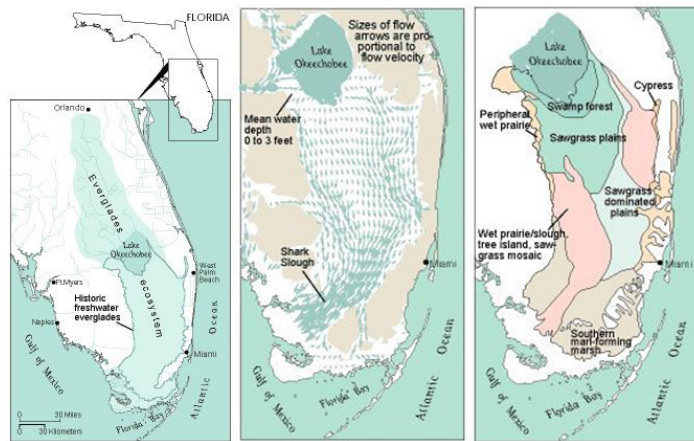 FLORIDA
Orlando
Everglades
Lake
Okeechobee
ecosystem
West
Palm
Beach
Ft.Myers
Historic
freshwater
everglades
Naples
Miami
Gulf of Mexico
Atlantic Ocean
Florida Bay
0 30 Miles
0 30 Kilometers
Sizes of flow
arrows are pro-
portional to
flow velocity
Lake
Okeechobee
Mean water
depth
0 to 3 feet
Shark
Slough
Miami
Gulf of Mexico
Florida Bay
Atlantic Ocean
Lake
Okeechobee
Cypress
Swamp forest
Peripheral
wet prairie
Sawgrass plains
Sawgrass
dominated
plains
Wet prairie/slough,
tree island, saw-
grass mosaic
Miami
Southern
marl-forming
marsh
Gulf of Mexico
Florida Bay
Atlantic Ocean